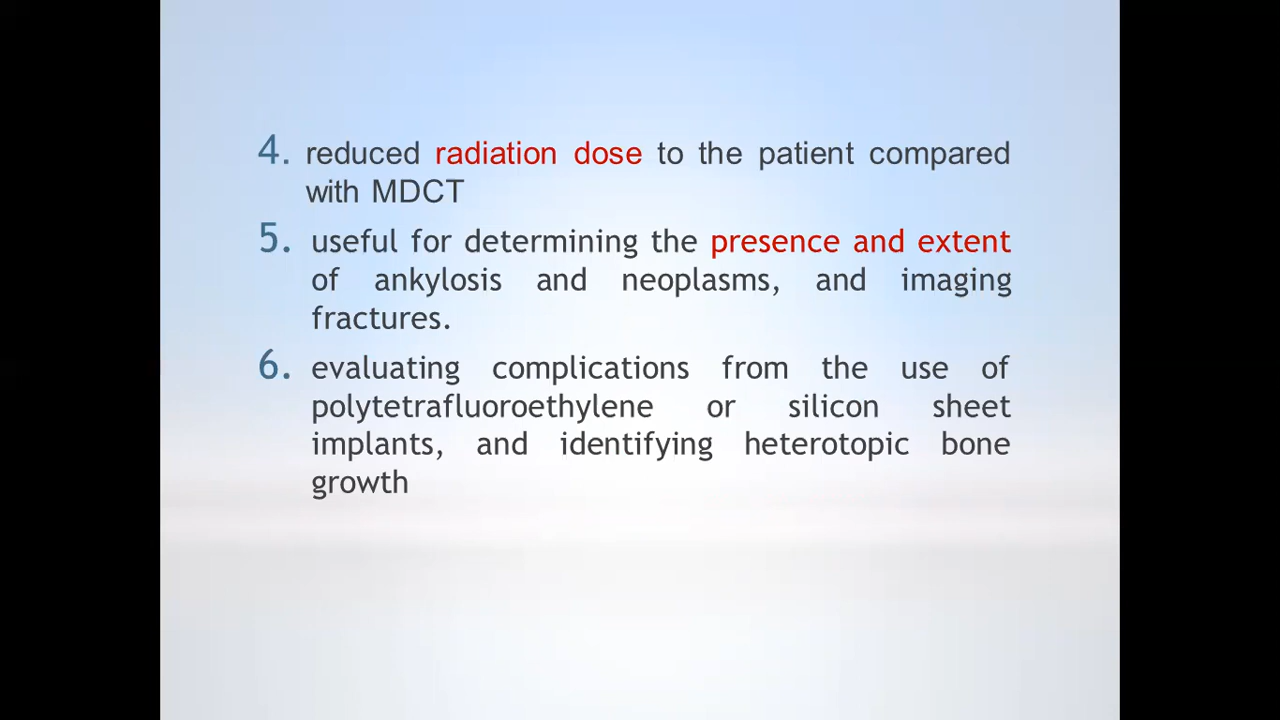 4. reduced radiation dose to the patient compared
with MDCT
5. useful for determining the presence and extent
of ankylosis and neoplasms, and imaging
fractures.
6. evaluating complications from the use of
polytetrafluoroethylene or silicon sheet
implants, and identifying heterotopic bone
growth